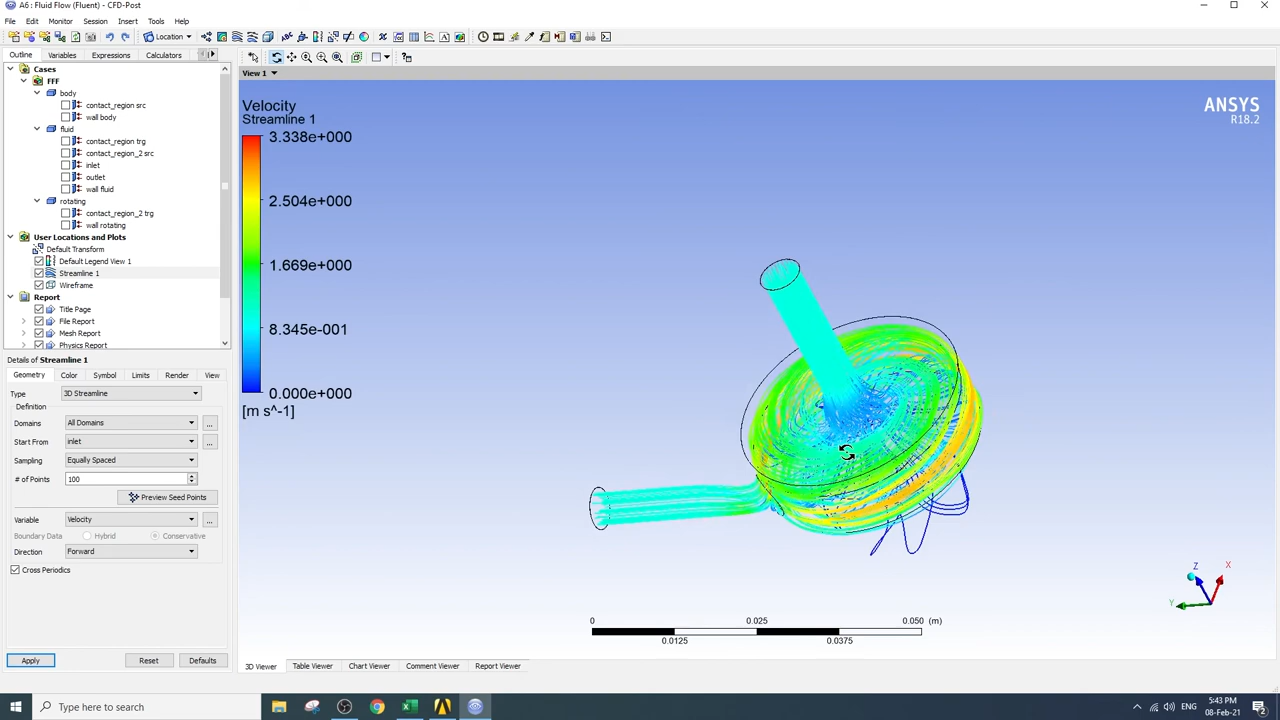 A6 : Fluid Flow (Fluent) - CFD-Post
File Edit Monitor Session Insert Tools Help
Location
Outline Variables Expressions Calculators
View 1
Cases
FFF
body
contact_region src
wall body
fluid
contact_region trg
contact_region_2 src
inlet
outlet
wall fluid
rotating
contact_region_2 trg
wall rotating
User Locations and Plots
Default Transform
Default Legend View 1
Streamline 1
Wireframe
Report
Title Page
File Report
Mesh Report
Physics Report
Details of Streamline 1
Geometry Color Symbol Limits Render View
Type 3D Streamline
Definition
Domains All Domains ...
Start From inlet ...
Sampling Equally Spaced
# of Points 100
Preview Seed Points
Variable Velocity ...
Boundary Data Hybrid Conservative
Direction Forward
Cross Periodics
Apply Reset Defaults
Velocity
Streamline 1
3.338e+000
2.504e+000
1.669e+000
8.345e-001
0.000e+000
[m s^-1]
ANSYS
R18.2
Z X
Y
0 0.025 0.050 (m)
0.0125 0.0375
3D Viewer Table Viewer Chart Viewer Comment Viewer Report Viewer
Type here to search
ENG
5:43 PM
08-Feb-21
2